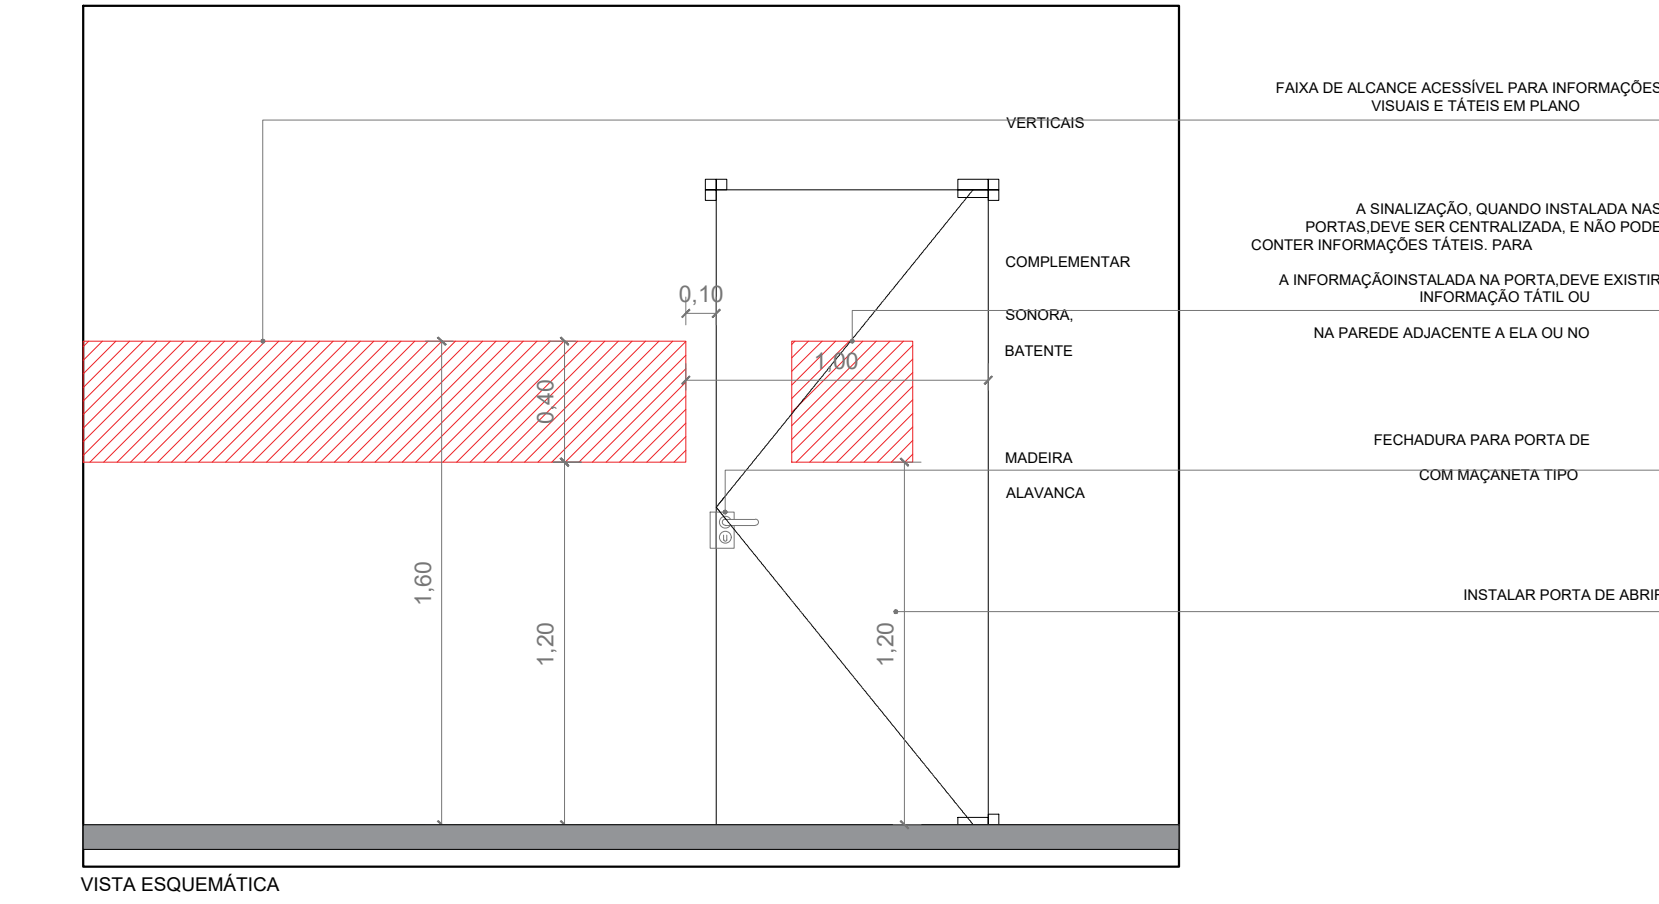 FAIXA DE ALCANCE ACESSÍVEL PARA INFORMAÇÕES
VISUAIS E TÁTEIS EM PLANO
VERTICAIS
A SINALIZAÇÃO, QUANDO INSTALADA NAS
PORTAS,DEVE SER CENTRALIZADA, E NÃO PODE
CONTER INFORMAÇÕES TÁTEIS. PARA
COMPLEMENTAR
A INFORMAÇÃOINSTALADA NA PORTA,DEVE EXISTIR
INFORMAÇÃO TÁTIL OU
SONORA,
NA PAREDE ADJACENTE A ELA OU NO
BATENTE
FECHADURA PARA PORTA DE
MADEIRA
COM MAÇANETA TIPO
ALAVANCA
INSTALAR PORTA DE ABRIR
0,10
1,00
0,40
1,60
1,20
1,20
VISTA ESQUEMÁTICA